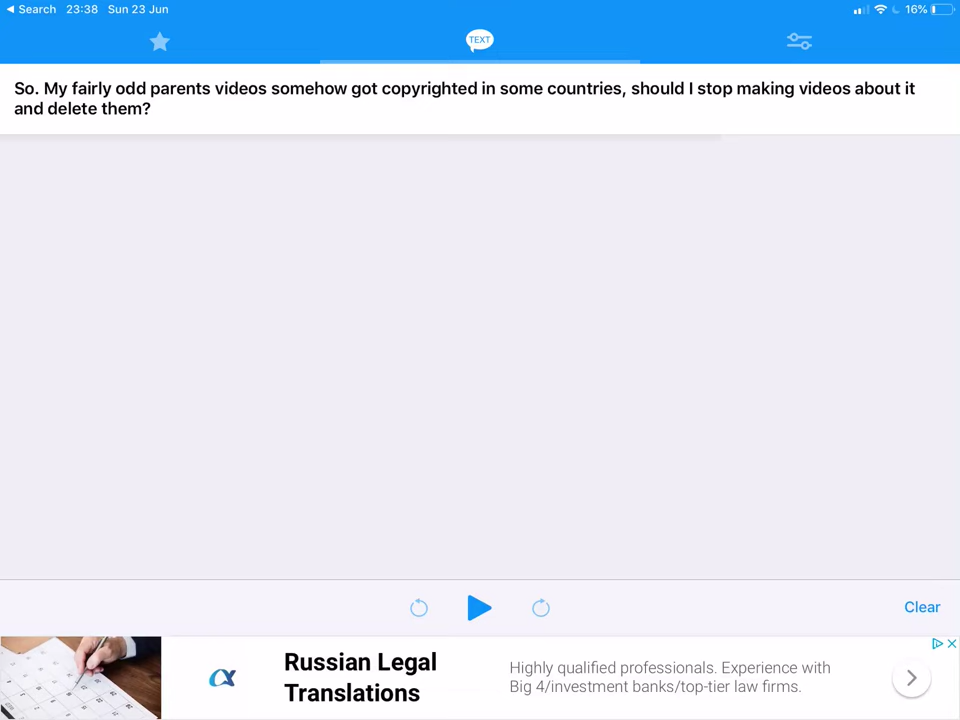 Search 23:38 Sun 23 Jun 16%
TEXT
So. My fairly odd parents videos somehow got copyrighted in some countries, should I stop making videos about it
and delete them?
Clear
Russian Legal
Translations
Highly qualified professionals. Experience with
Big 4/investment banks/top-tier law firms.